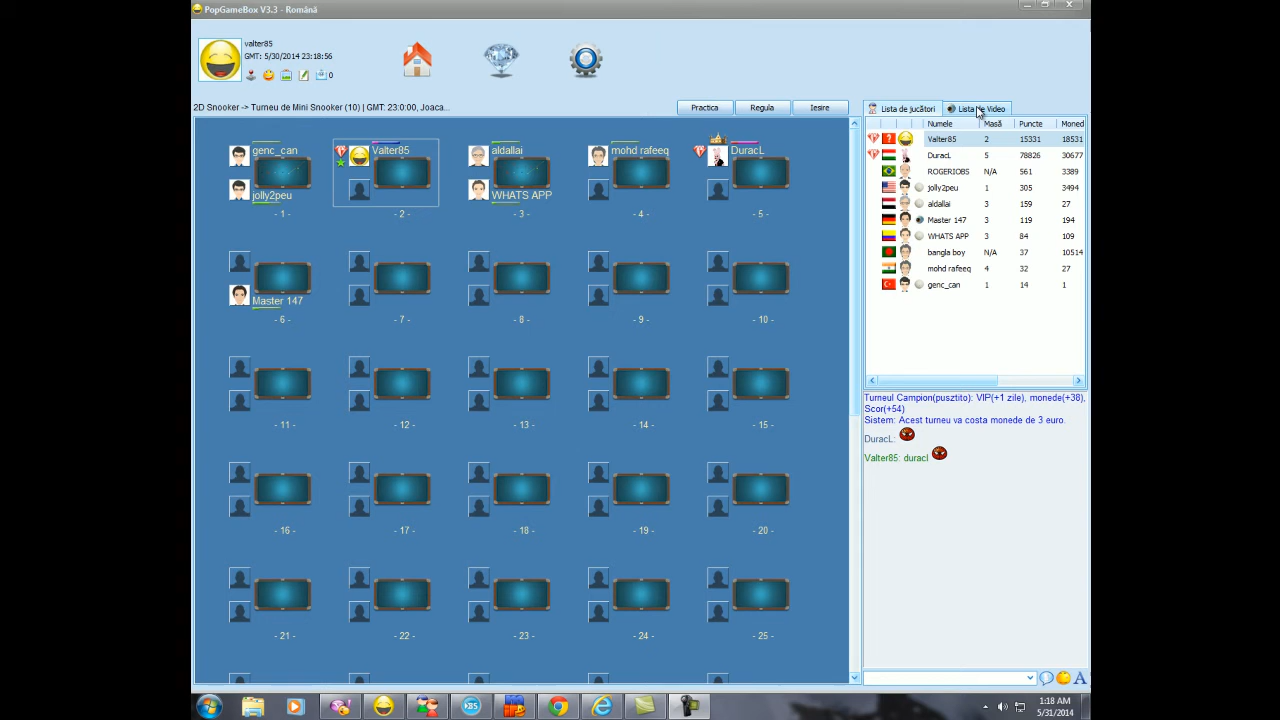 PopGameBox V3.3 - Română
valter85
GMT: 5/30/2014 23:18:56
0
2D Snooker -> Turneu de Mini Snooker (10) | GMT: 23:0:00, Joaca...
Practica
Regula
Iesire
Lista de jucători
Lista de Video
genc_can
jolly2peu
- 1 -
Valter85
- 2 -
aldallai
WHATS APP
- 3 -
mohd rafeeq
- 4 -
DuracL
- 5 -
Master 147
- 6 -
- 7 -
- 8 -
- 9 -
- 10 -
- 11 -
- 12 -
- 13 -
- 14 -
- 15 -
- 16 -
- 17 -
- 18 -
- 19 -
- 20 -
- 21 -
- 22 -
- 23 -
- 24 -
- 25 -
Numele Masă Puncte Moned
Valter85 2 15331 18531
DuracL 5 78826 30677
ROGERIOBS N/A 561 3389
jolly2peu 1 305 3494
aldallai 3 159 27
Master 147 3 119 194
WHATS APP 3 84 109
bangla boy N/A 37 10514
mohd rafeeq 4 32 27
genc_can 1 14 1
Turneul Campion(pusztito): VIP(+1 zile), monede(+38),
Scor(+54)
Sistem: Acest turneu va costa monede de 3 euro.
DuracL:
Valter85: duracl
A
BS
1:18 AM
5/31/2014